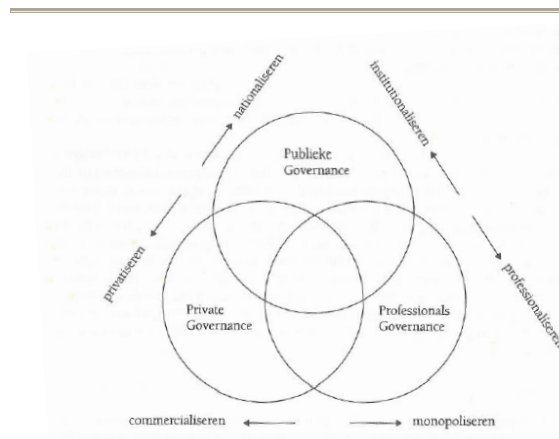 nationaliseren
institutionaliseren
Publieke
Governance
privatiseren
professionaliseren
Private
Governance
Professionals
Governance
commercialiseren
monopoliseren